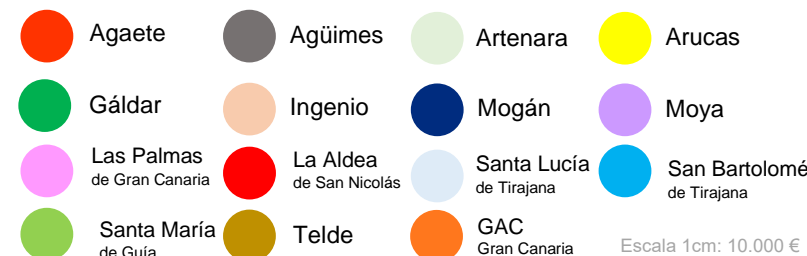 Agaete
Agüimes
Artenara
Arucas
Gáldar
Ingenio
Mogán
Moya
Las Palmas
de Gran Canaria
La Aldea
de San Nicolás
Santa Lucía
de Tirajana
San Bartolomé
de Tirajana
Santa María
de Guía
Telde
GAC
Gran Canaria
Escala 1cm: 10.000 €